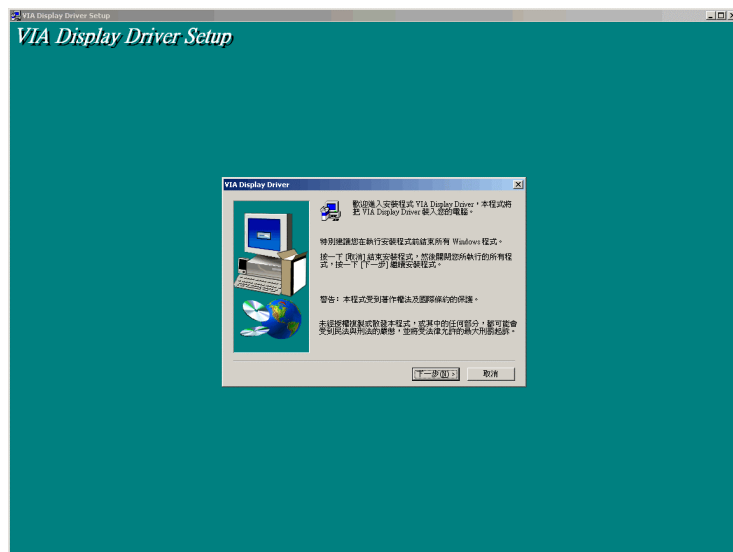 VIA Display Driver Setup
VIA Display Driver Setup
VIA Display Driver
歡迎進入安裝程式 VIA Display Driver，本程式將
把 VIA Display Driver 裝入您的電腦。
特別建議您在執行安裝程式前結束所有 Windows 程式。
按一下 [取消] 結束安裝程式，然後關閉您所執行的所有程
式，按一下 [下一步] 繼續安裝程式。
警告: 本程式受到著作權法及國際條約的保護。
未經授權複製或散發本程式，或其中的任何部分，都可能會
受到民法與刑法的嚴懲，並將受法律允許的最大刑罰起訴。
下一步(N) >
取消